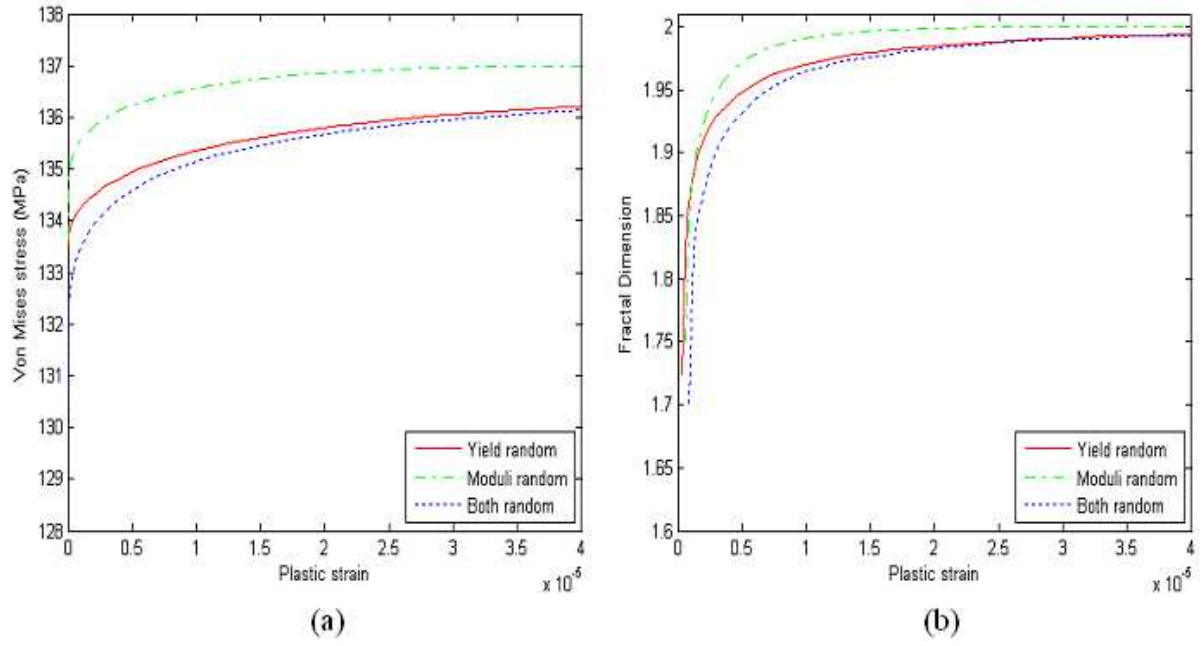 138
137
136
135
134
133
132
131
130
129
128
Von Mises stress (MPa)
Yield random
Moduli random
Both random
0 0.5 1 1.5 2 2.5 3 3.5 4
Plastic strain
x 10^-5
(a)
2
1.95
1.9
1.85
1.8
1.75
1.7
1.65
1.6
Fractal Dimension
Yield random
Moduli random
Both random
0 0.5 1 1.5 2 2.5 3 3.5 4
Plastic strain
x 10^-5
(b)